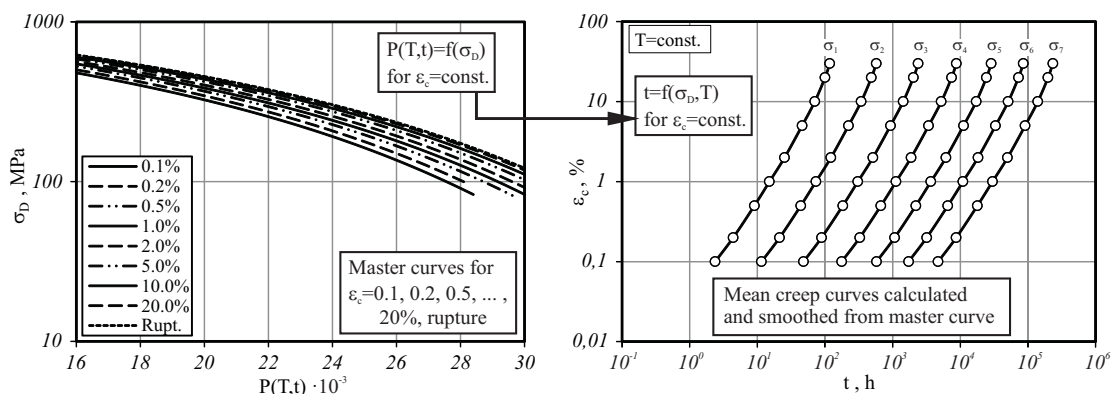 1000
100
10
σD , MPa
16
18
20
22
24
26
28
30
P(T,t) ·10-3
0.1%
0.2%
0.5%
1.0%
2.0%
5.0%
10.0%
20.0%
Rupt.
P(T,t)=f(σD)
for εc=const.
Master curves for
εc=0.1, 0.2, 0.5, ... ,
20%, rupture
100
10
1
0,1
0,01
εc, %
T=const.
t=f(σD,T)
for εc=const.
σ1
σ2
σ3
σ4
σ5
σ6
σ7
Mean creep curves calculated
and smoothed from master curve
10-1
100
101
102
103
104
105
106
t , h